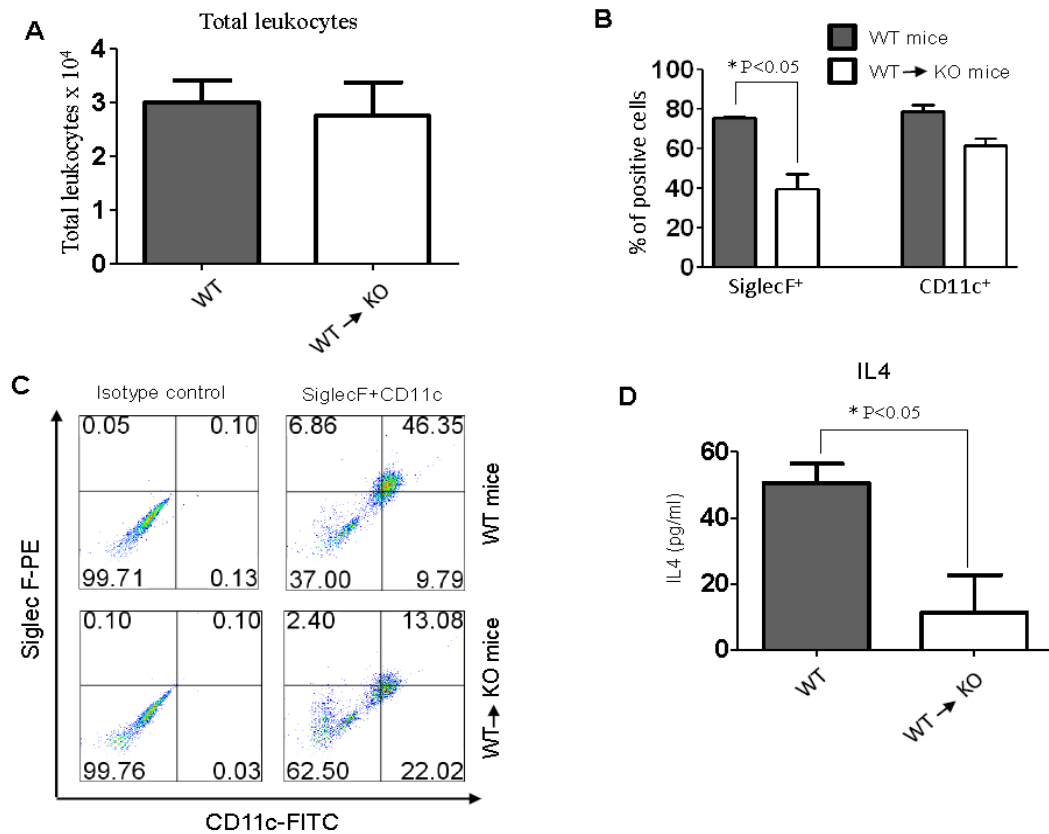 A
Total leukocytes
Total leukocytes x 10⁴
4
3
2
1
0
WT
WT → KO
B
WT mice
WT → KO mice
* P<0.05
% of positive cells
100
80
60
40
20
0
SiglecF⁺
CD11c⁺
C
Isotype control
SiglecF+CD11c
0.05 0.10
99.71 0.13
6.86 46.35
37.00 9.79
WT mice
0.10 0.10
99.76 0.03
2.40 13.08
62.50 22.02
WT→ KO mice
Siglec F-PE
CD11c-FITC
D
IL4
* P<0.05
IL4 (pg/ml)
60
40
20
0
WT
WT → KO